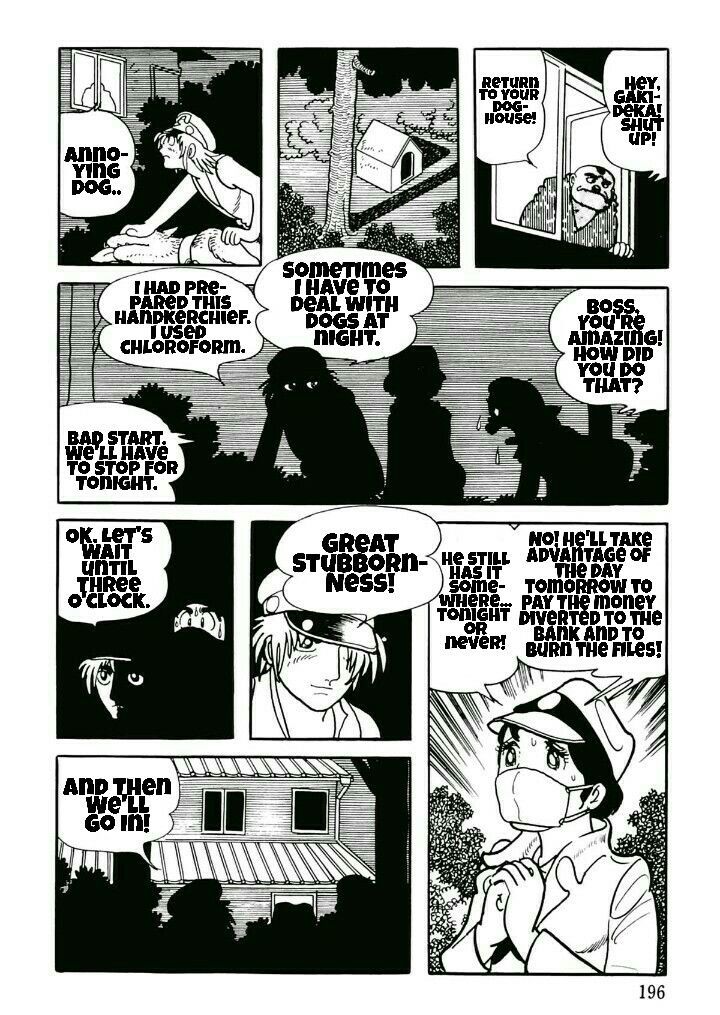 HEY,
GAKI-
DEKA!
SHUT
UP!
RETURN
TO YOUR
DOG-
HOUSE!
ANNO-
YING
DOG..
BOSS,
YOU'RE
AMAZING!
HOW DID
YOU DO
THAT?
SOMETIMES
I HAVE TO
DEAL WITH
DOGS AT
NIGHT.
I HAD PRE-
PARED THIS
HANDKERCHIEF.
I USED
CHLOROFORM.
BAD START.
WE'LL HAVE
TO STOP FOR
TONIGHT.
NO! HE'LL TAKE
ADVANTAGE OF
THE DAY
TOMORROW TO
PAY THE MONEY
DIVERTED TO THE
BANK AND TO
BURN THE FILES!
HE STILL
HAS IT
SOME-
WHERE...
TONIGHT
OR
NEVER!
GREAT
STUBBORN-
NESS!
OK. LET'S
WAIT
UNTIL
THREE
O'CLOCK.
AND THEN
WE'LL
GO IN!
196